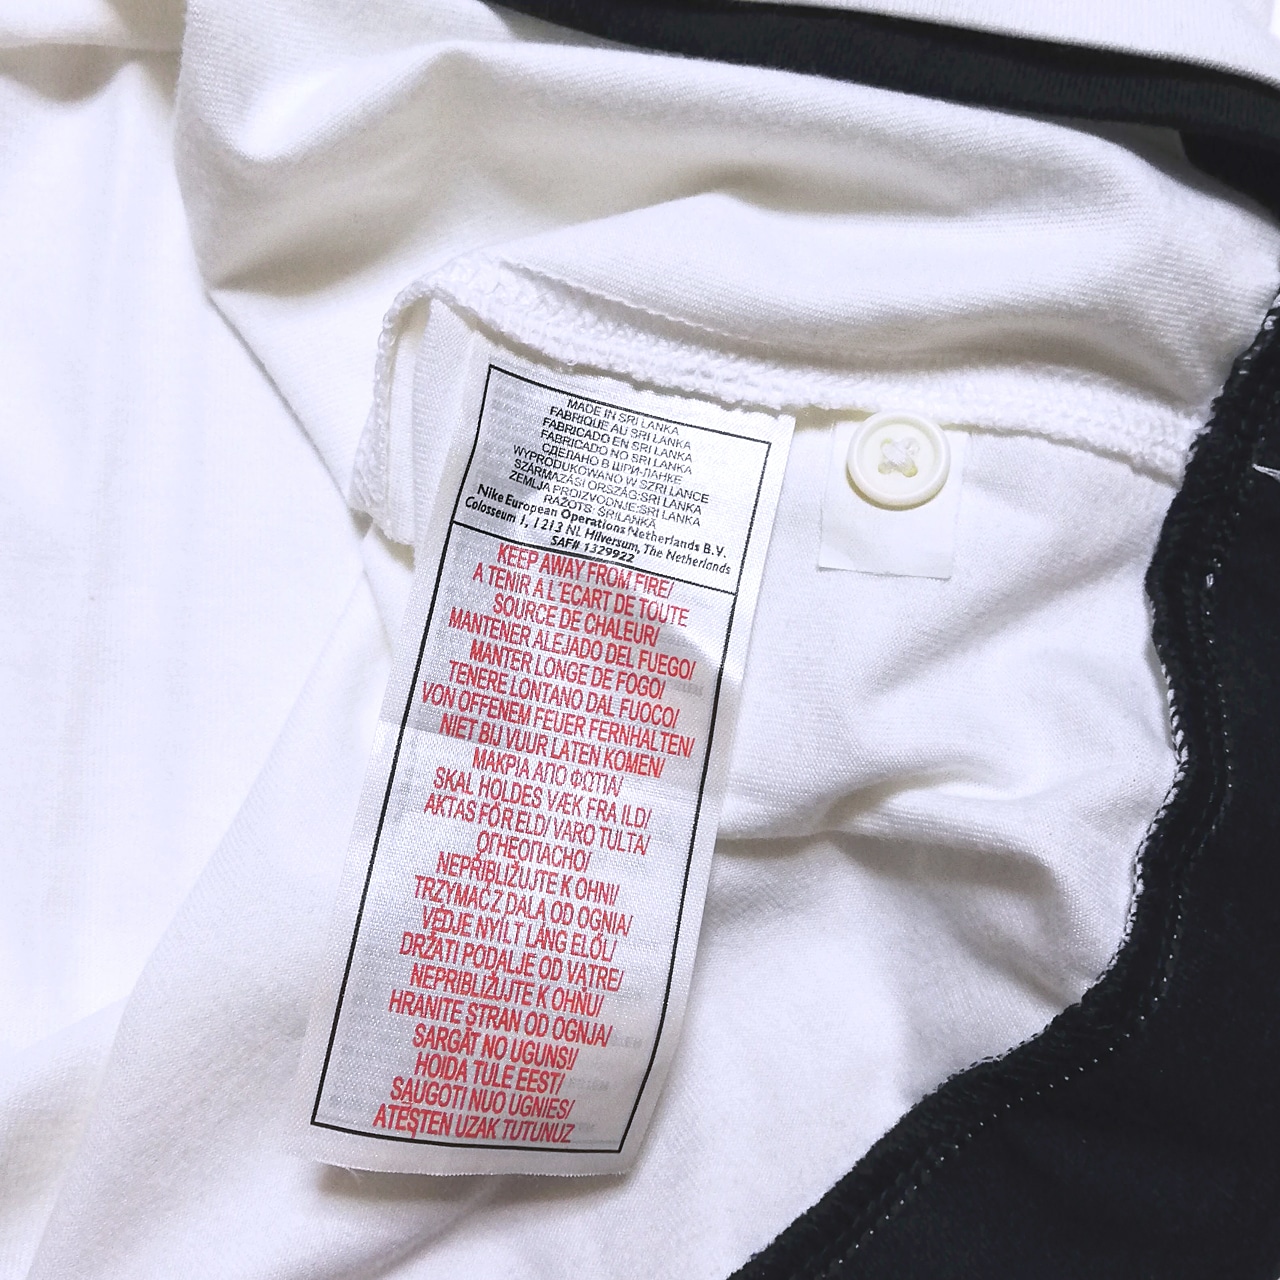 MADE IN SRI LANKA
FABRIQUE AU SRI LANKA
FABRICADO EN SRI LANKA
FABRICADO NO SRI LANKA
СДЕЛАНО В ШРИ-ЛАНКЕ
WYPRODUKOWANO W SZRI LANCE
SZÁRMAZÁSI ORSZÁG:SRI LANKA
ZEMLJA PROIZVODNJE:SRI LANKA
RAŽOTS: ŠRILANKĀ
Nike European Operations Netherlands B.V.
Colosseum 1, 1213 NL Hilversum, The Netherlands
SAF# 1329922
KEEP AWAY FROM FIRE/
A TENIR A L'ECART DE TOUTE
SOURCE DE CHALEUR/
MANTENER ALEJADO DEL FUEGO/
MANTER LONGE DE FOGO/
TENERE LONTANO DAL FUOCO/
VON OFFENEM FEUER FERNHALTEN/
NIET BIJ VUUR LATEN KOMEN/
ΜΑΚΡΙΑ ΑΠΟ ΦΩΤΙΑ/
SKAL HOLDES VÆK FRA ILD/
AKTAS FÖR ELD/ VARO TULTA/
ОГНЕОПАСНО/
NEPŘIBLIŽUJTE K OHNI/
TRZYMAĆ Z DALA OD OGNIA/
VÉDJE NYÍLT LÁNG ELŐL/
DRŽATI PODALJE OD VATRE/
NEPRIBLIŽUJTE K OHŇU/
HRANITE STRAN OD OGNJA/
SARGĀT NO UGUNS!/
HOIDA TULE EEST/
SAUGOTI NUO UGNIES/
ATEŞTEN UZAK TUTUNUZ